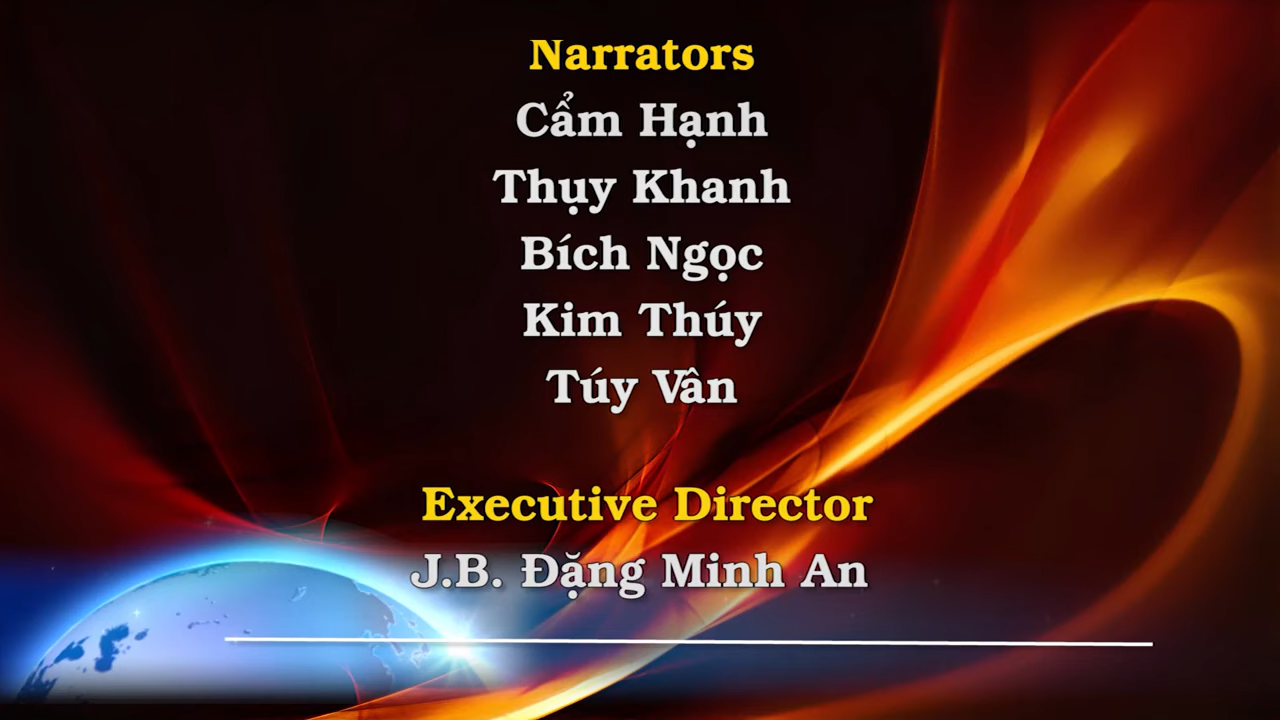 Narrators
Cẩm Hạnh
Thụy Khanh
Bích Ngọc
Kim Thúy
Túy Vân
Executive Director
J.B. Đặng Minh An